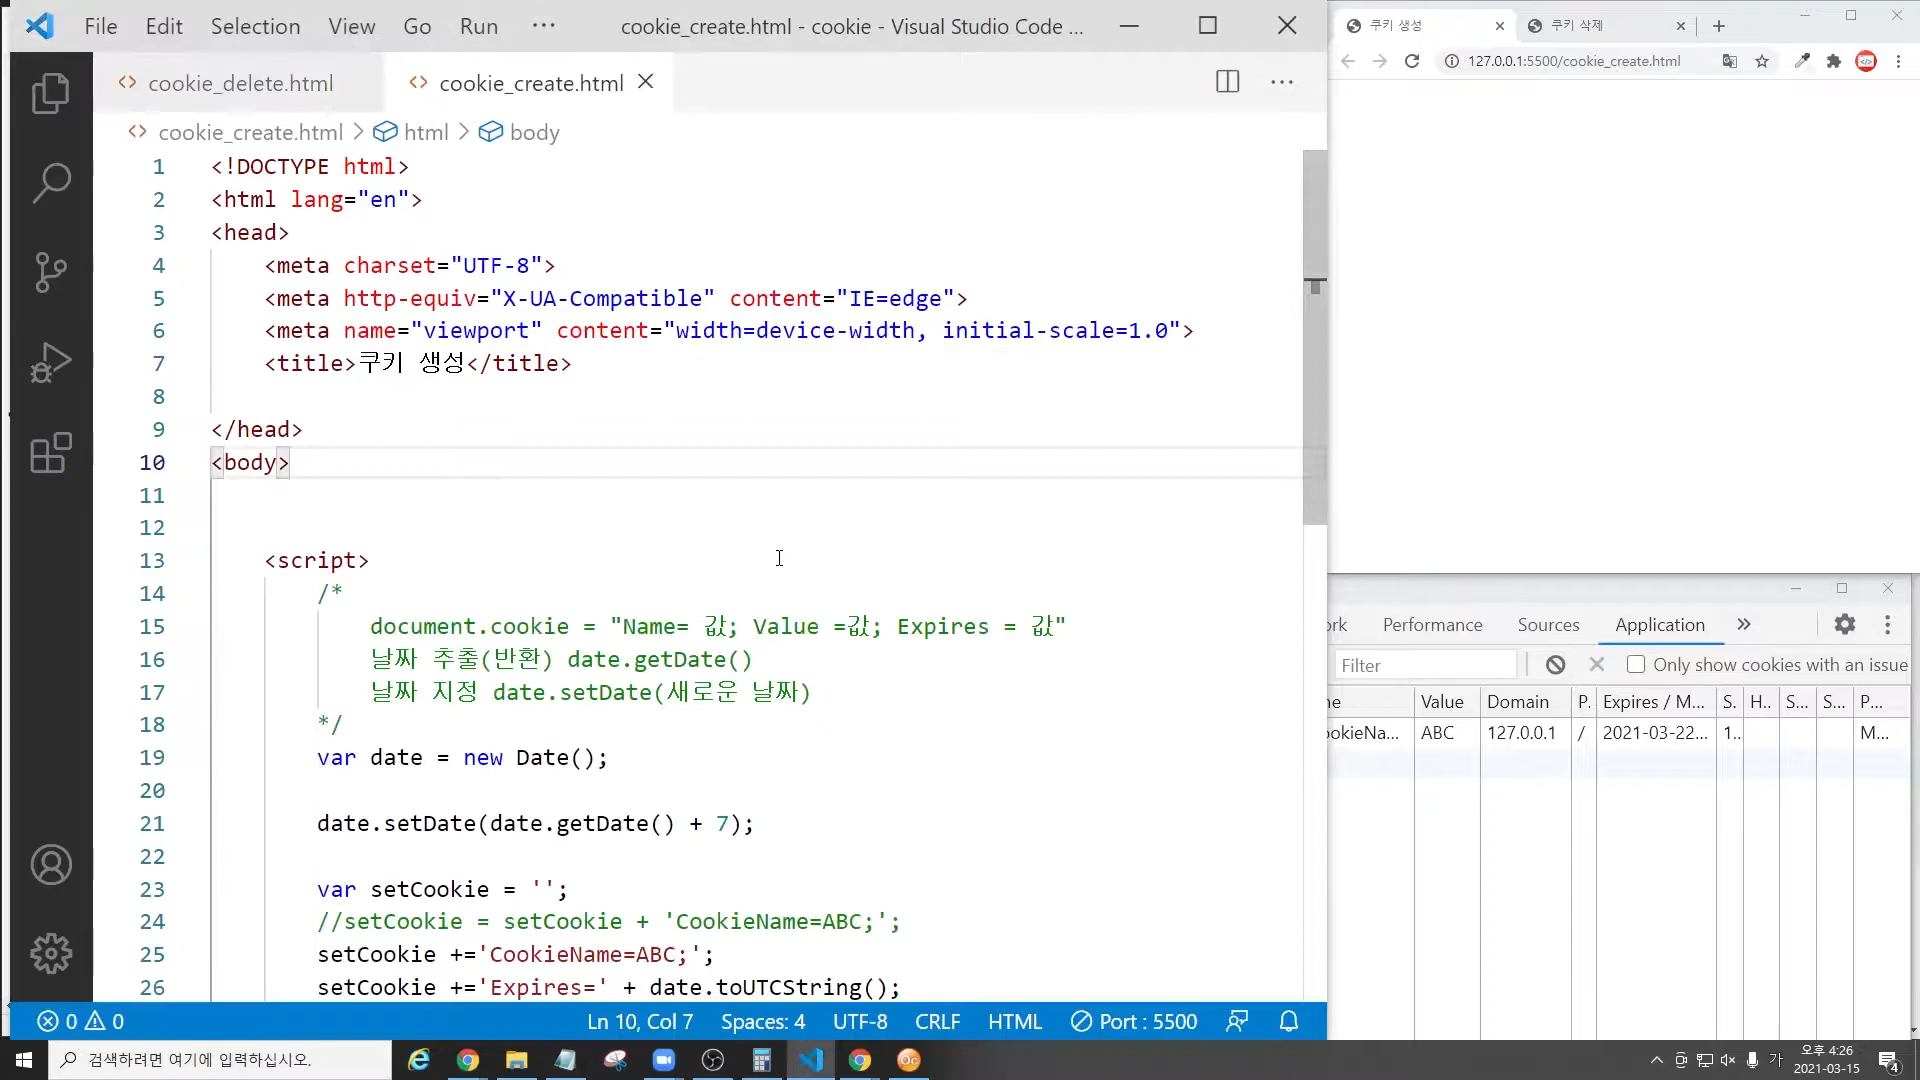 File Edit Selection View Go Run ··· cookie_create.html - cookie - Visual Studio Code ...
cookie_delete.html cookie_create.html
cookie_create.html > html > body
1 <!DOCTYPE html>
2 <html lang="en">
3 <head>
4 <meta charset="UTF-8">
5 <meta http-equiv="X-UA-Compatible" content="IE=edge">
6 <meta name="viewport" content="width=device-width, initial-scale=1.0">
7 <title>쿠키 생성</title>
8
9 </head>
10 <body>
11
12
13 <script>
14 /*
15 document.cookie = "Name= 값; Value =값; Expires = 값"
16 날짜 추출(반환) date.getDate()
17 날짜 지정 date.setDate(새로운 날짜)
18 */
19 var date = new Date();
20
21 date.setDate(date.getDate() + 7);
22
23 var setCookie = '';
24 //setCookie = setCookie + 'CookieName=ABC;';
25 setCookie +='CookieName=ABC;';
26 setCookie +='Expires=' + date.toUTCString();
0 0 Ln 10, Col 7 Spaces: 4 UTF-8 CRLF HTML Port : 5500
쿠키 생성 쿠키 삭제
127.0.0.1:5500/cookie_create.html
ork Performance Sources Application
Filter Only show cookies with an issue
ne Value Domain P. Expires / M... S. H.. S... S... P...
ookieNa... ABC 127.0.0.1 / 2021-03-22... 1.. M...
검색하려면 여기에 입력하십시오.
가 오후 4:26
2021-03-15
4